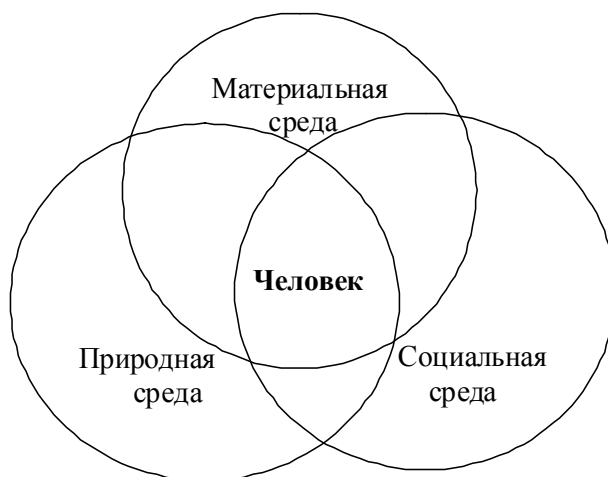 Материальная
среда
Человек
Природная
среда
Социальная
среда